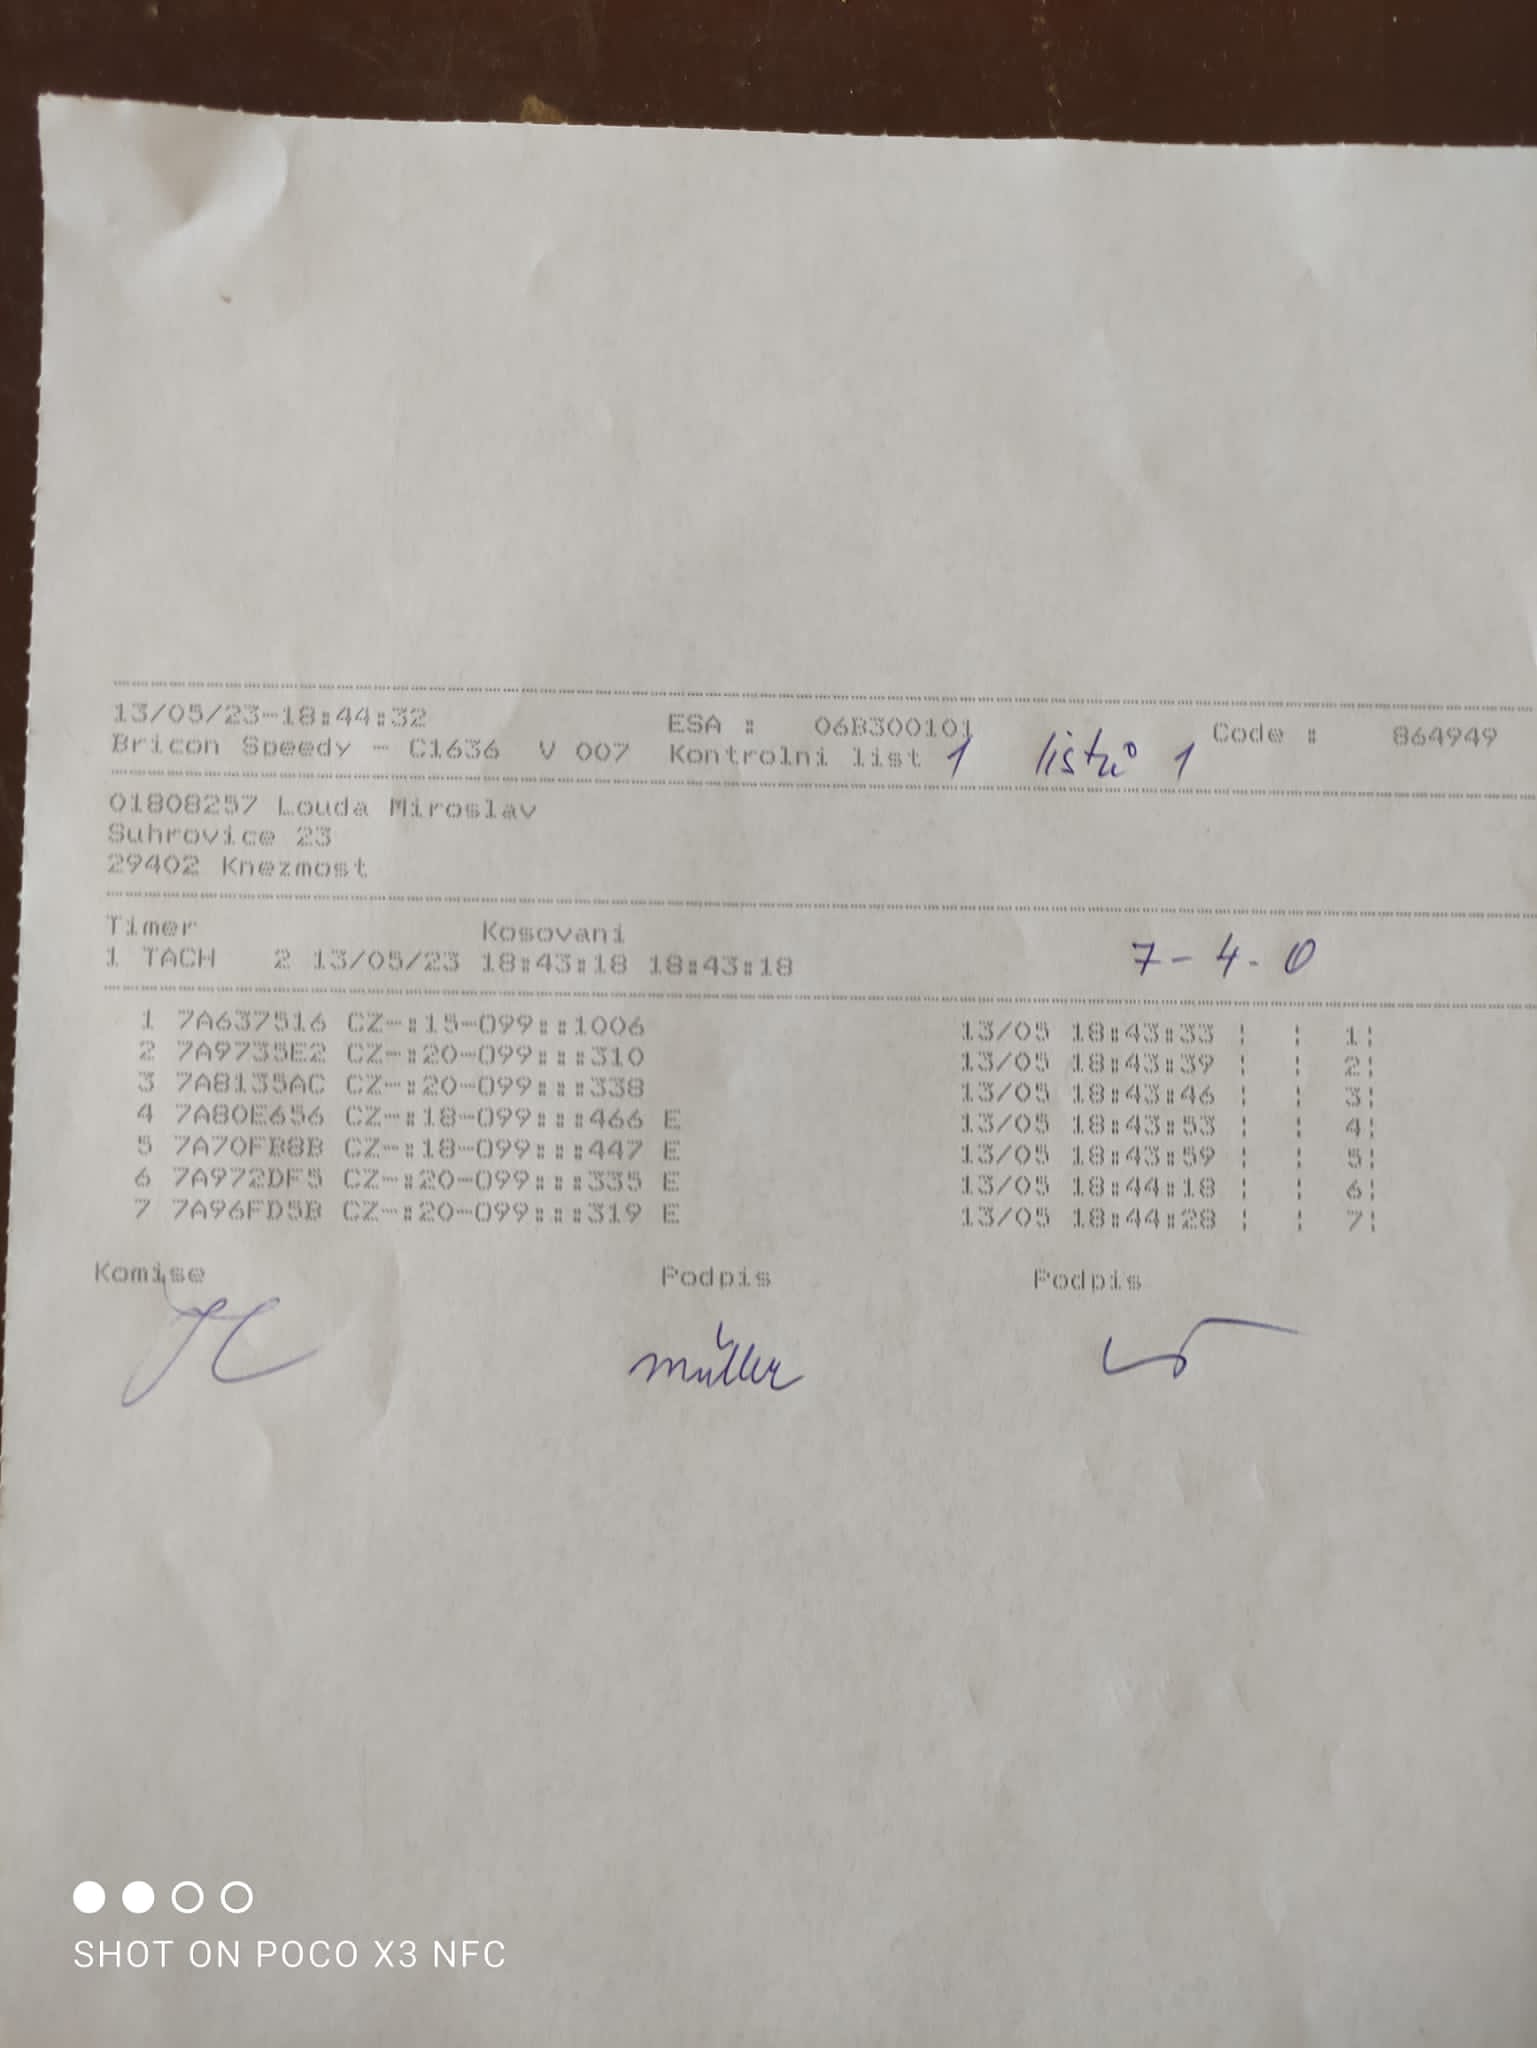 13/05/23-18:44:32 ESA : 06B300101 Code : 864949
Bricon Speedy - C1636 V 007 Kontrolni list 1 listů 1
01808257 Louda Miroslav
Suhrovice 23
29402 Knezmost
Timer Kosovani
1 TACH 2 13/05/23 18:43:18 18:43:18 7-4-0
1 7A637516 CZ-:15-099::1006 13/05 18:43:33 ¦ ¦ 1¦
2 7A9735E2 CZ-:20-099:::310 13/05 18:43:39 ¦ ¦ 2¦
3 7A8135AC CZ-:20-099:::338 13/05 18:43:46 ¦ ¦ 3¦
4 7A80E656 CZ-:18-099:::466 E 13/05 18:43:53 ¦ ¦ 4¦
5 7A70FB8B CZ-:18-099:::447 E 13/05 18:43:59 ¦ ¦ 5¦
6 7A972DF5 CZ-:20-099:::335 E 13/05 18:44:18 ¦ ¦ 6¦
7 7A96FD5B CZ-:20-099:::319 E 13/05 18:44:28 ¦ ¦ 7¦
Komise Podpis Podpis
Müller
SHOT ON POCO X3 NFC